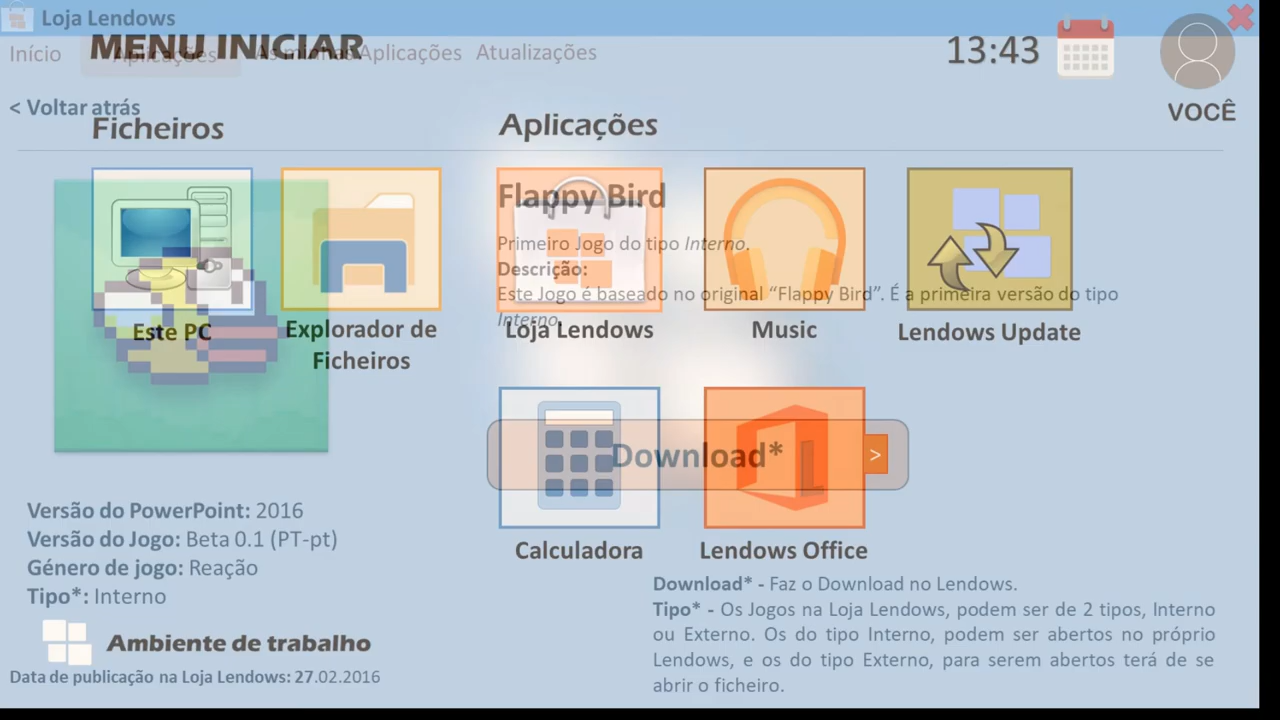 Loja Lendows
MENU INICIAR
13:43
Início Aplicações As minhas Aplicações Atualizações
VOCÊ
< Voltar atrás
Ficheiros
Aplicações
Flappy Bird
Primeiro Jogo do tipo Interno.
Descrição:
Este Jogo é baseado no original “Flappy Bird”. É a primeira versão do tipo
Interno.
Este PC
Explorador de
Ficheiros
Loja Lendows
Music
Lendows Update
Download*
>
Calculadora
Lendows Office
Versão do PowerPoint: 2016
Versão do Jogo: Beta 0.1 (PT-pt)
Género de jogo: Reação
Tipo*: Interno
Ambiente de trabalho
Data de publicação na Loja Lendows: 27.02.2016
Download* - Faz o Download no Lendows.
Tipo* - Os Jogos na Loja Lendows, podem ser de 2 tipos, Interno
ou Externo. Os do tipo Interno, podem ser abertos no próprio
Lendows, e os do tipo Externo, para serem abertos terá de se
abrir o ficheiro.